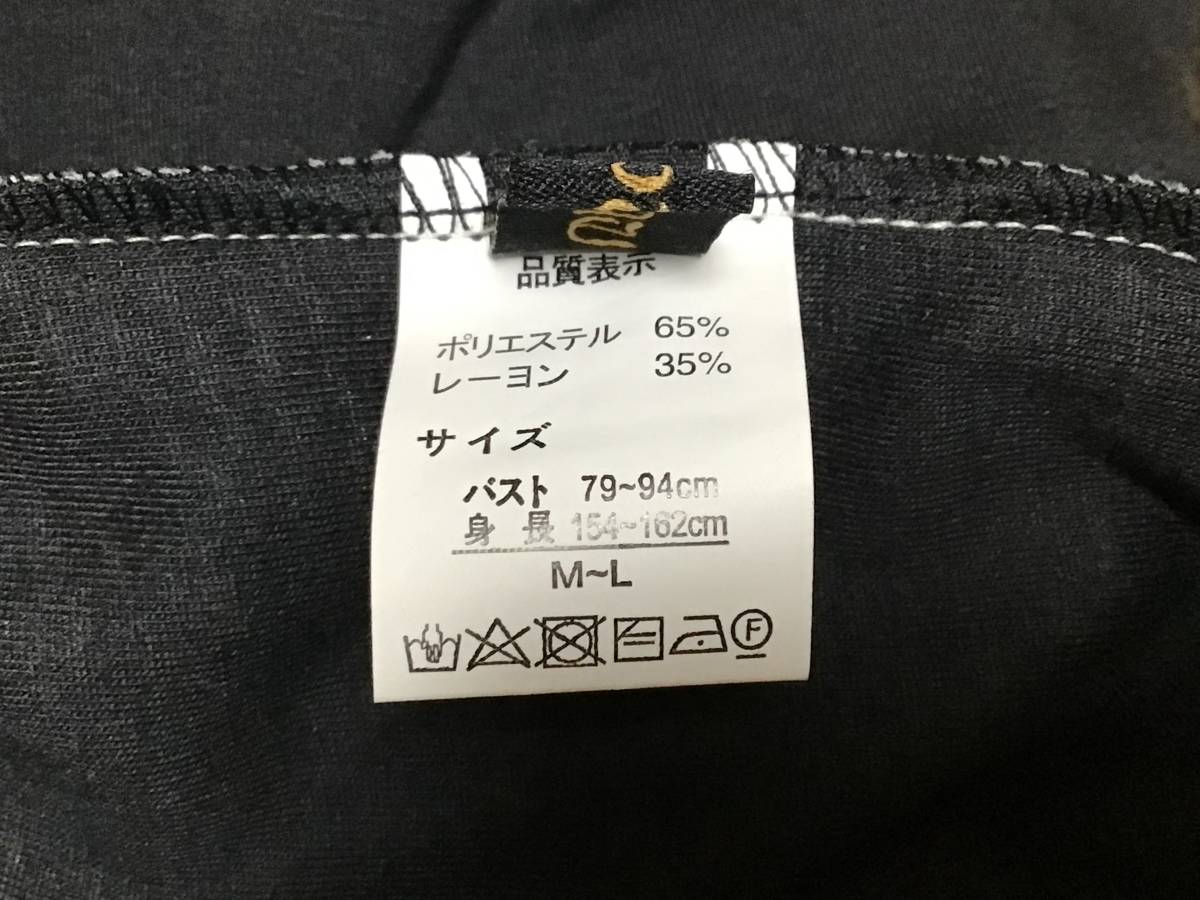 品質表示
ポリエステル 65%
レーヨン 35%
サイズ
バスト 79~94cm
身長 154~162cm
M~L
F